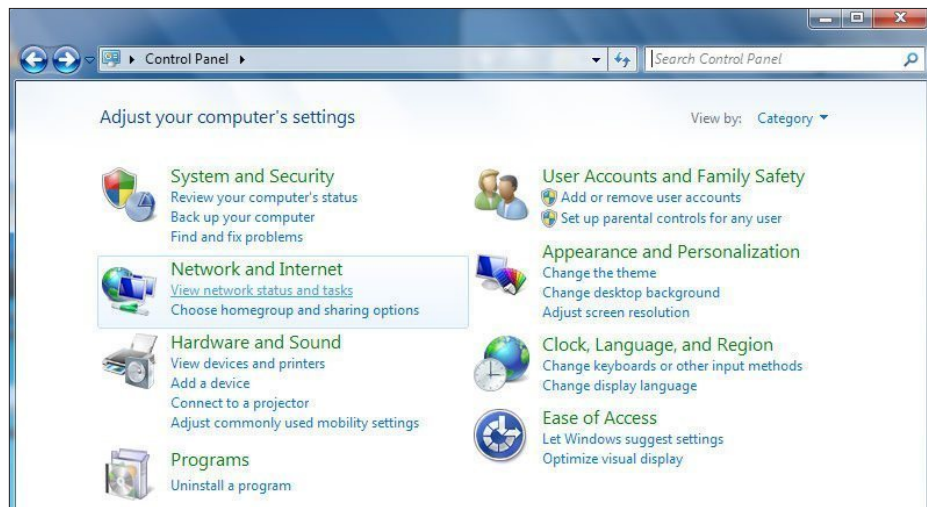 Control Panel
Search Control Panel
Adjust your computer's settings
View by: Category
System and Security
Review your computer's status
Back up your computer
Find and fix problems
Network and Internet
View network status and tasks
Choose homegroup and sharing options
Hardware and Sound
View devices and printers
Add a device
Connect to a projector
Adjust commonly used mobility settings
Programs
Uninstall a program
User Accounts and Family Safety
Add or remove user accounts
Set up parental controls for any user
Appearance and Personalization
Change the theme
Change desktop background
Adjust screen resolution
Clock, Language, and Region
Change keyboards or other input methods
Change display language
Ease of Access
Let Windows suggest settings
Optimize visual display